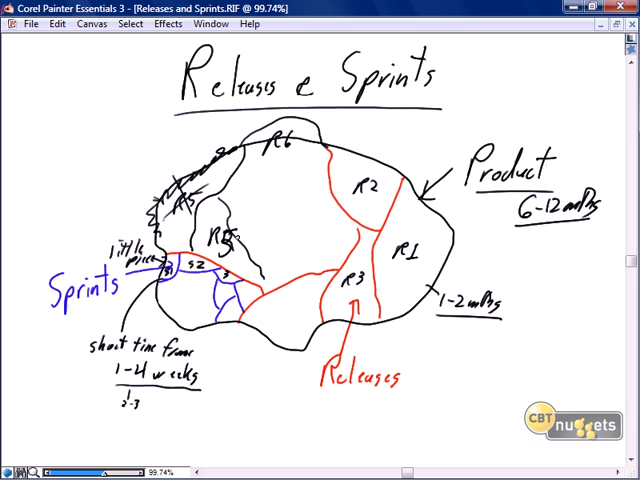 Corel Painter Essentials 3 - [Releases and Sprints.RIF @ 99.74%]
File Edit Canvas Select Effects Window Help
Releases e Sprints
R6
Product
6-12 mths
R2
R5
R5
R1
little piece
S1
S2
3
R3
Sprints
1-2 mths
short time frame
1-4 weeks
2-3
Releases
CBT
nuggets
99.74%